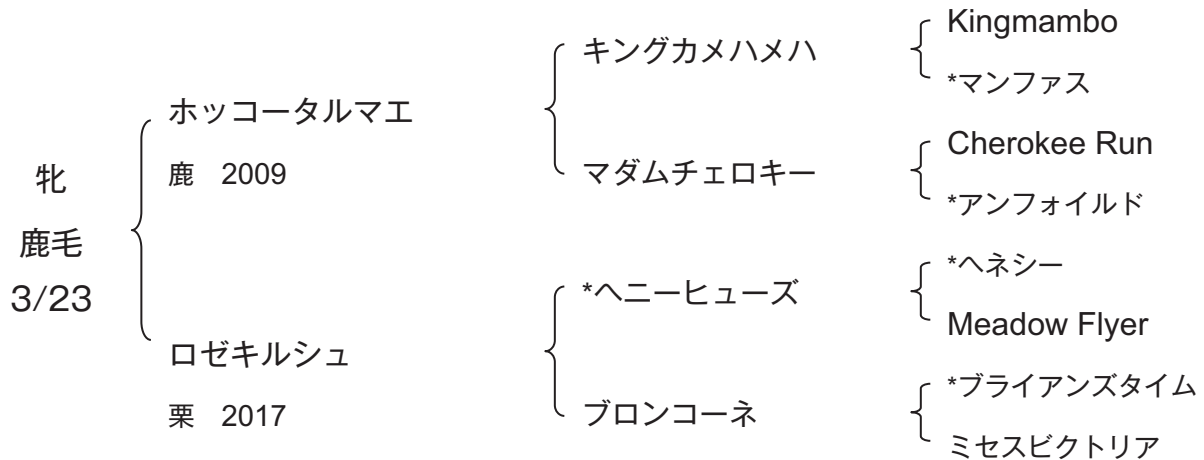 牝
鹿毛
3/23
ホッコータルマエ
鹿　2009
ロゼキルシュ
栗　2017
キングカメハメハ
マダムチェロキー
*ヘニーヒューズ
ブロンコーネ
Kingmambo
*マンファス
Cherokee Run
*アンフォイルド
*ヘネシー
Meadow Flyer
*ブライアンズタイム
ミセスビクトリア